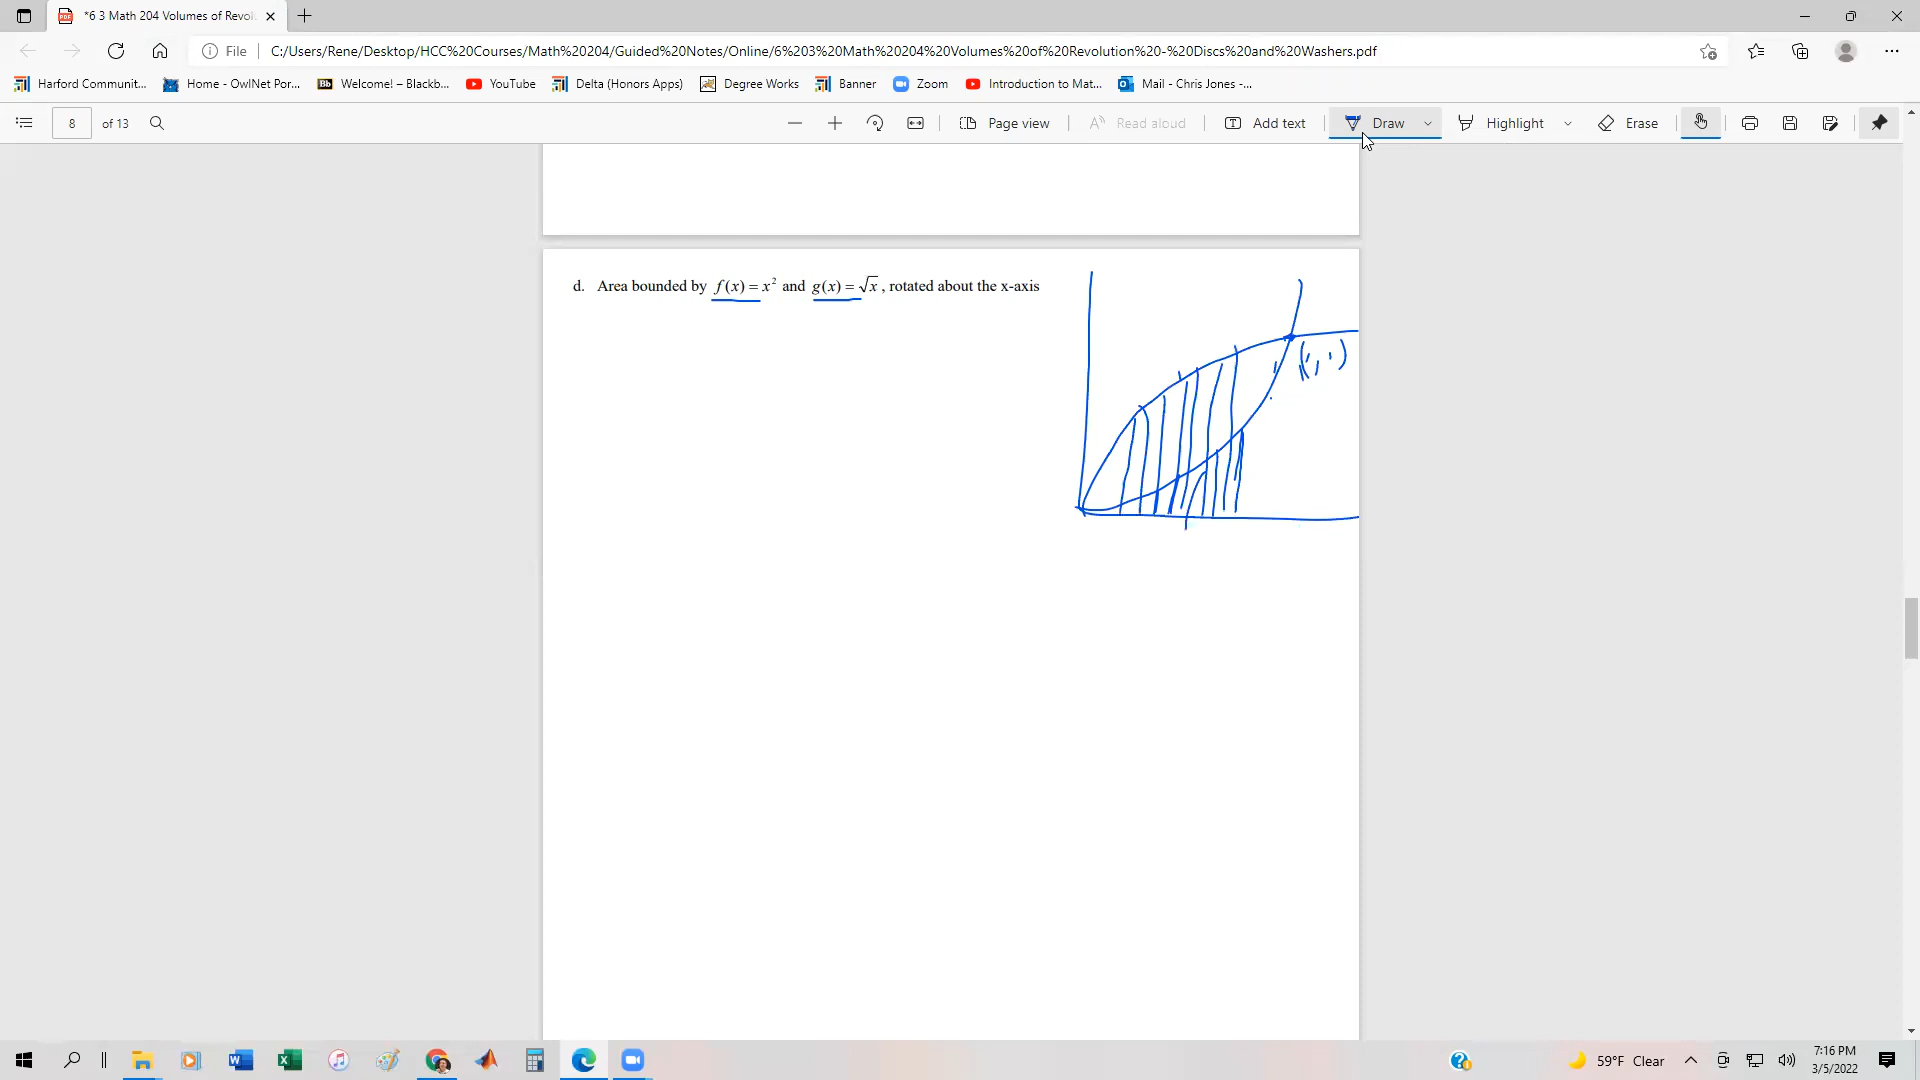 *6 3 Math 204 Volumes of Revol
File C:/Users/Rene/Desktop/HCC%20Courses/Math%20204/Guided%20Notes/Online/6%203%20Math%20204%20Volumes%20of%20Revolution%20-%20Discs%20and%20Washers.pdf
Harford Communit... Home - OwlNet Por... Bb Welcome! – Blackb... YouTube Delta (Honors Apps) Degree Works Banner Zoom Introduction to Mat... Mail - Chris Jones -...
8 of 13 Page view Read aloud Add text Draw Highlight Erase
d. Area bounded by f(x) = x² and g(x) = √x , rotated about the x-axis
(1,1)
59°F Clear 7:16 PM
3/5/2022